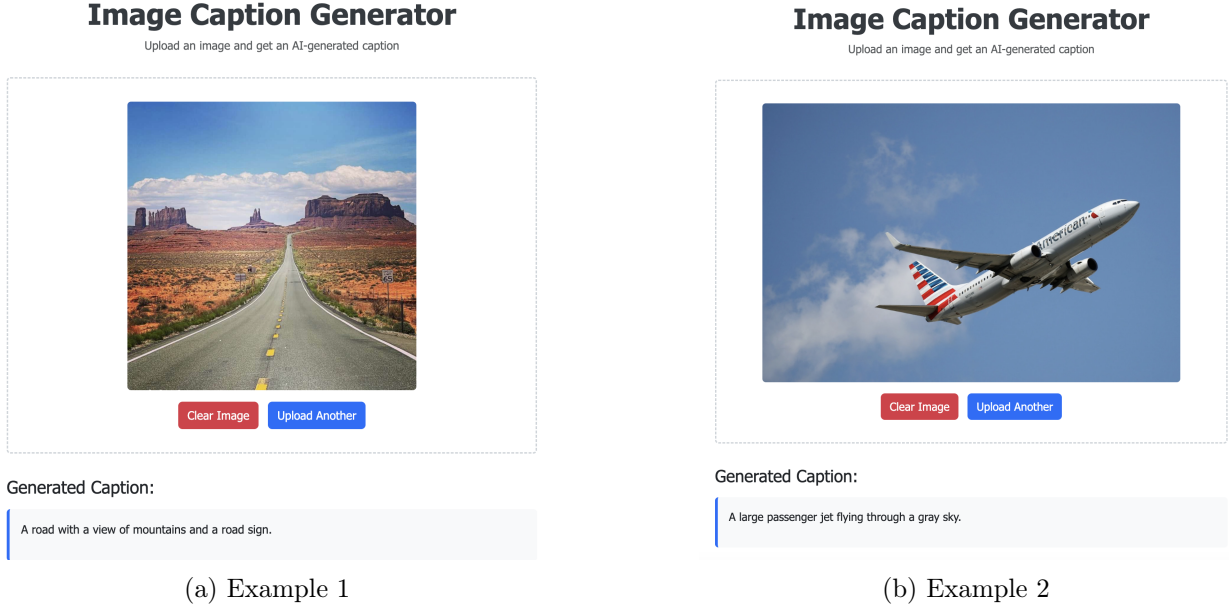 Image Caption Generator
Upload an image and get an AI-generated caption
65
Clear Image
Upload Another
Generated Caption:
A road with a view of mountains and a road sign.
(a) Example 1
Image Caption Generator
Upload an image and get an AI-generated caption
American
Clear Image
Upload Another
Generated Caption:
A large passenger jet flying through a gray sky.
(b) Example 2